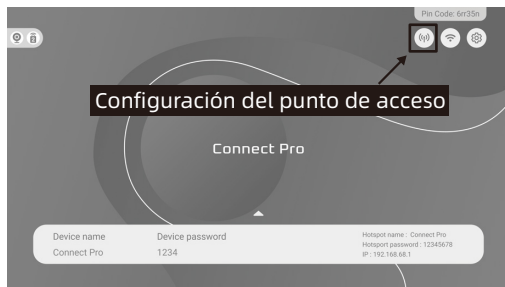 Pin Code: 6rr35n
Configuración del punto de acceso
Connect Pro
Device name
Connect Pro
Device password
1234
Hotspot name : Connect Pro
Hotsport password : 12345678
IP : 192.168.68.1